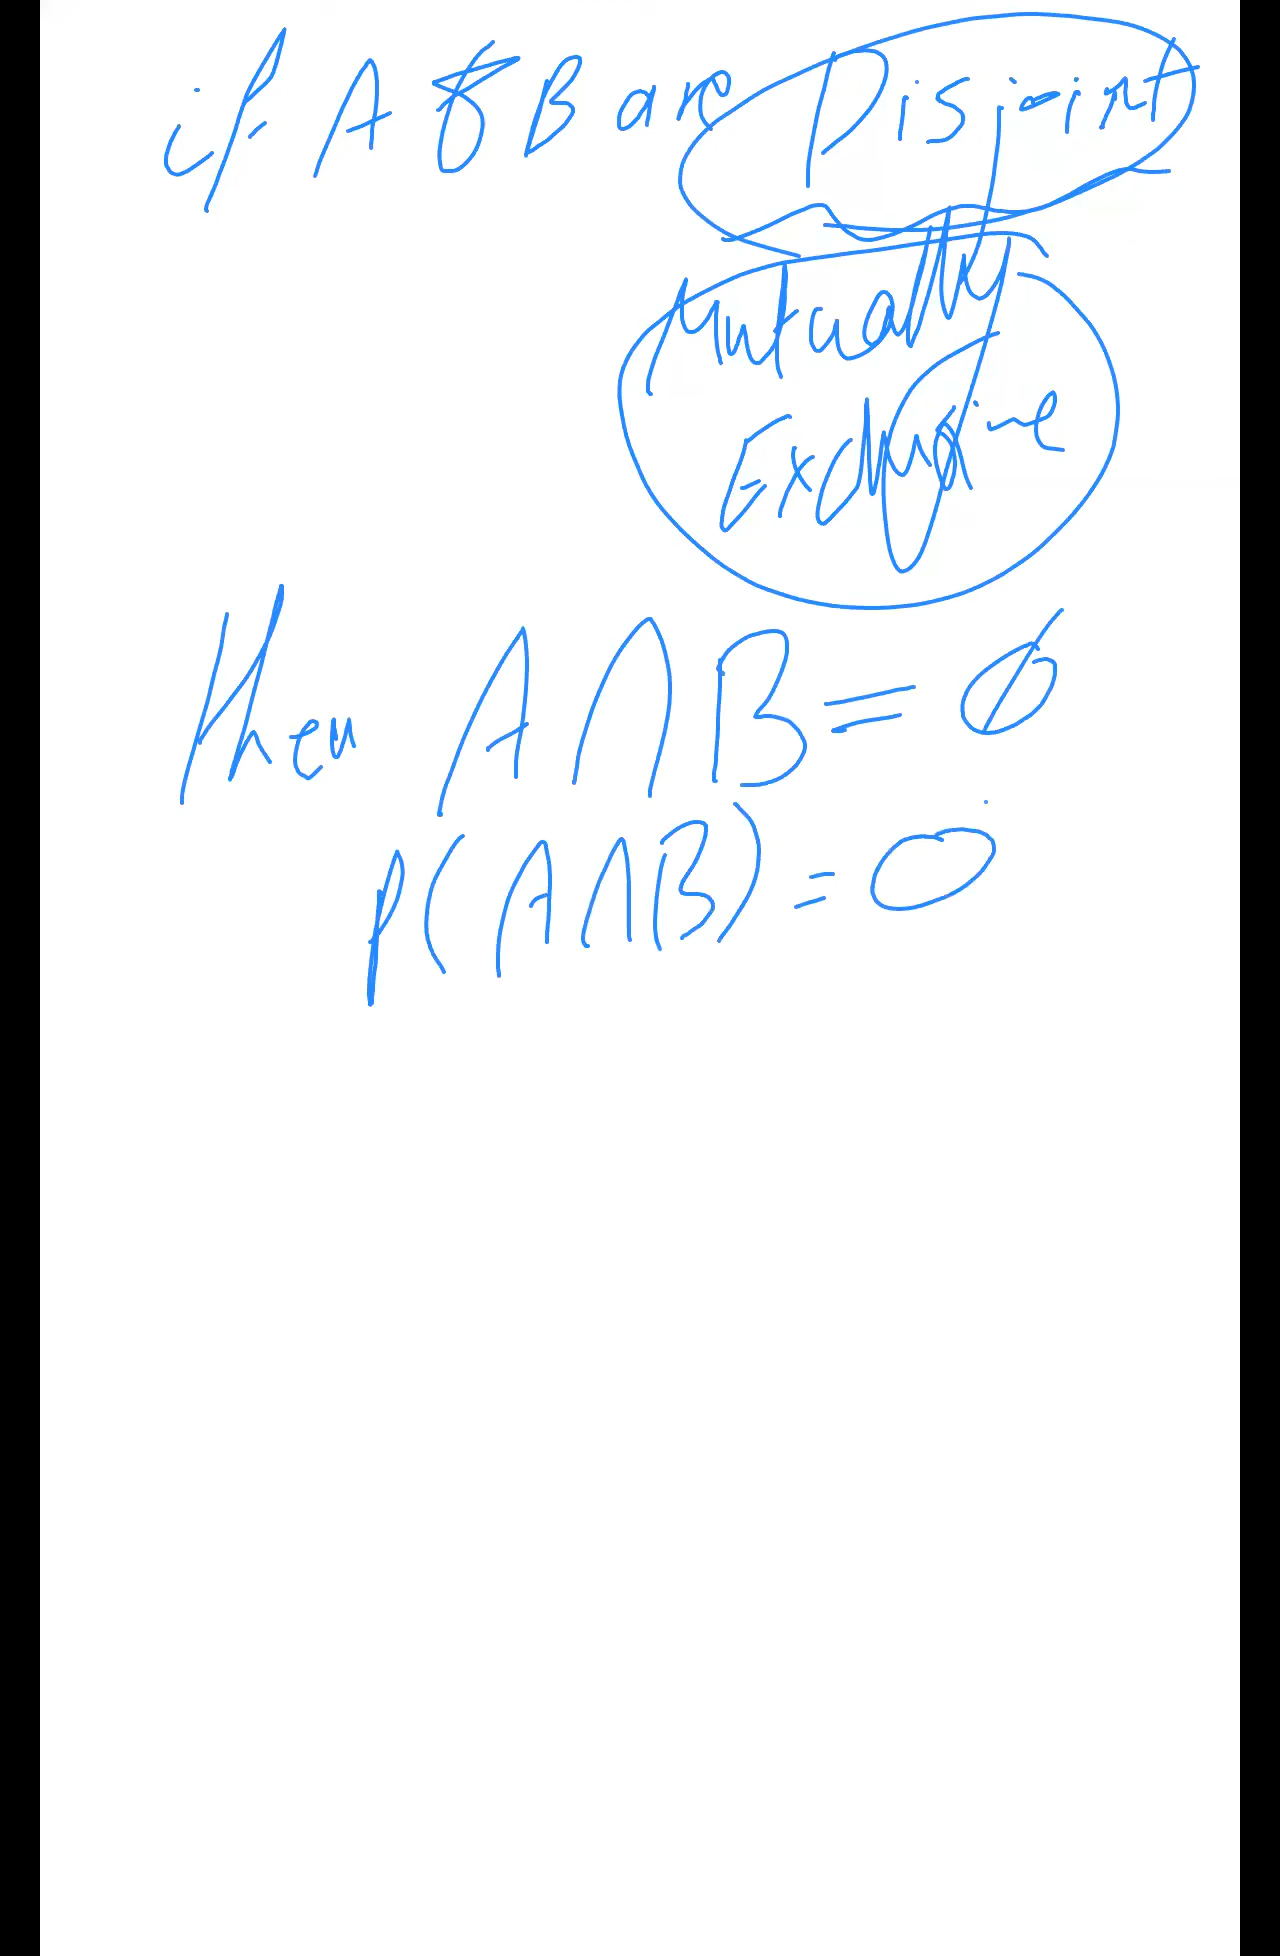 if A & B are Disjoint
Mutually
Exclusive
then A ∩ B = ∅
P(A∩B) = 0